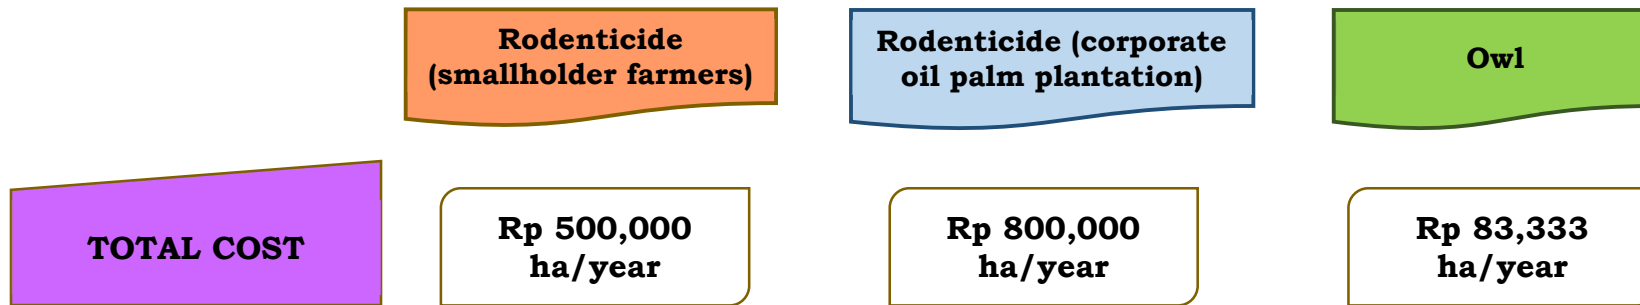 Rodenticide
(smallholder farmers)
Rodenticide (corporate
oil palm plantation)
Owl
TOTAL COST
Rp 500,000
ha/year
Rp 800,000
ha/year
Rp 83,333
ha/year